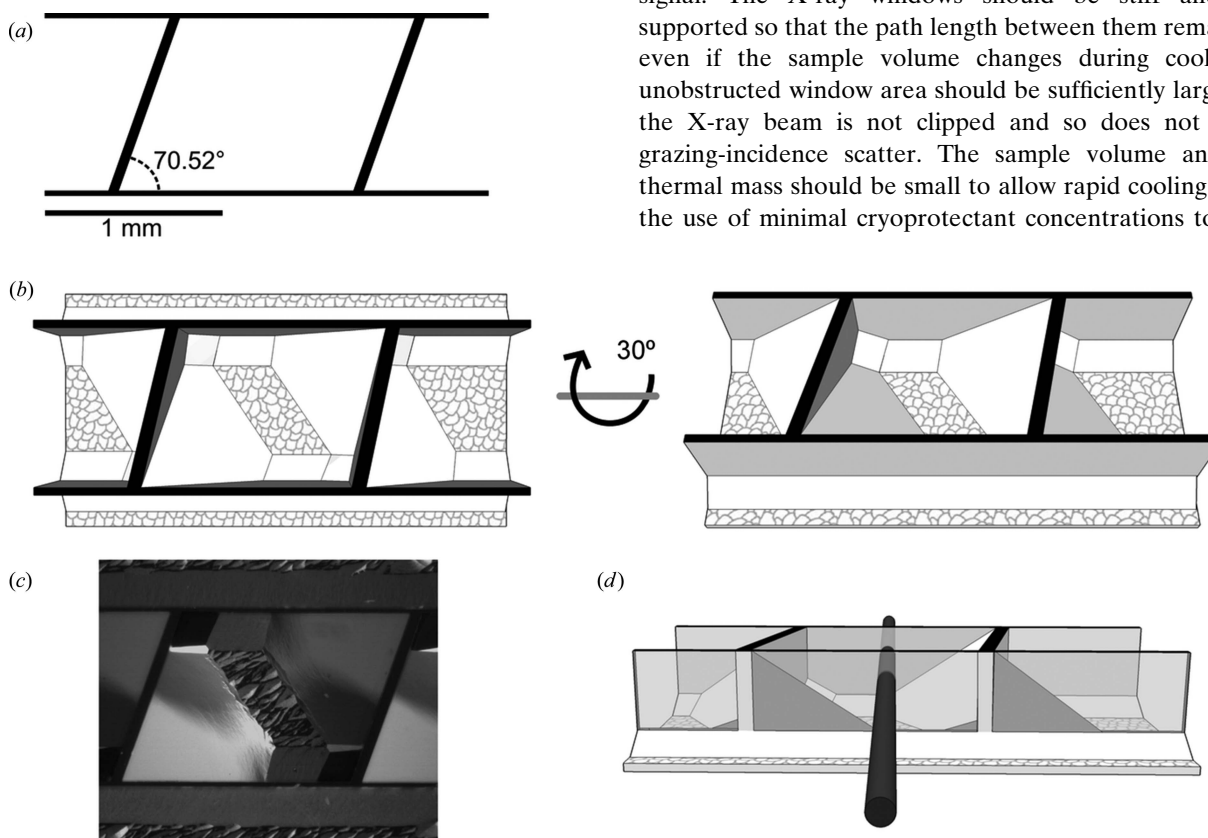 signal. The X-ray windows should be stiff and
supported so that the path length between them rema
even if the sample volume changes during cool
unobstructed window area should be sufficiently larg
the X-ray beam is not clipped and so does not
grazing-incidence scatter. The sample volume an
thermal mass should be small to allow rapid cooling
the use of minimal cryoprotectant concentrations to
(a)
70.52°
1 mm
(b)
30º
(c)
(d)